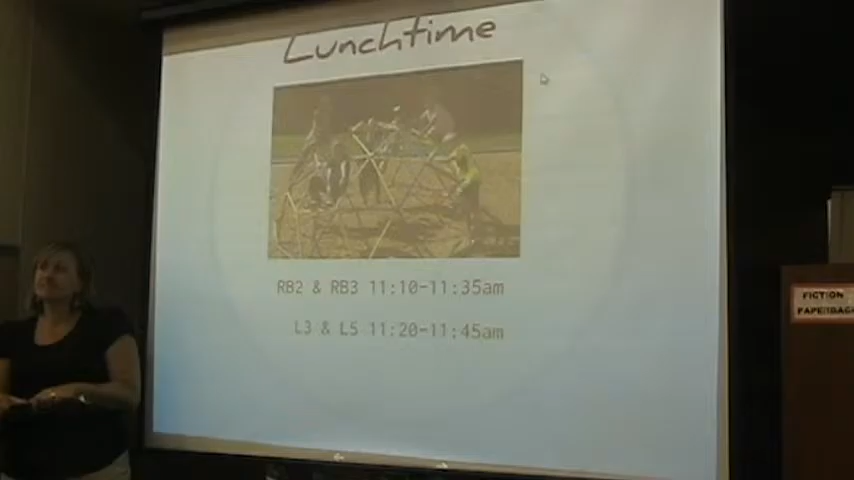 Lunchtime
RB2 & RB3 11:10-11:35am
L3 & L5 11:20-11:45am
FICTION
PAPERBACK